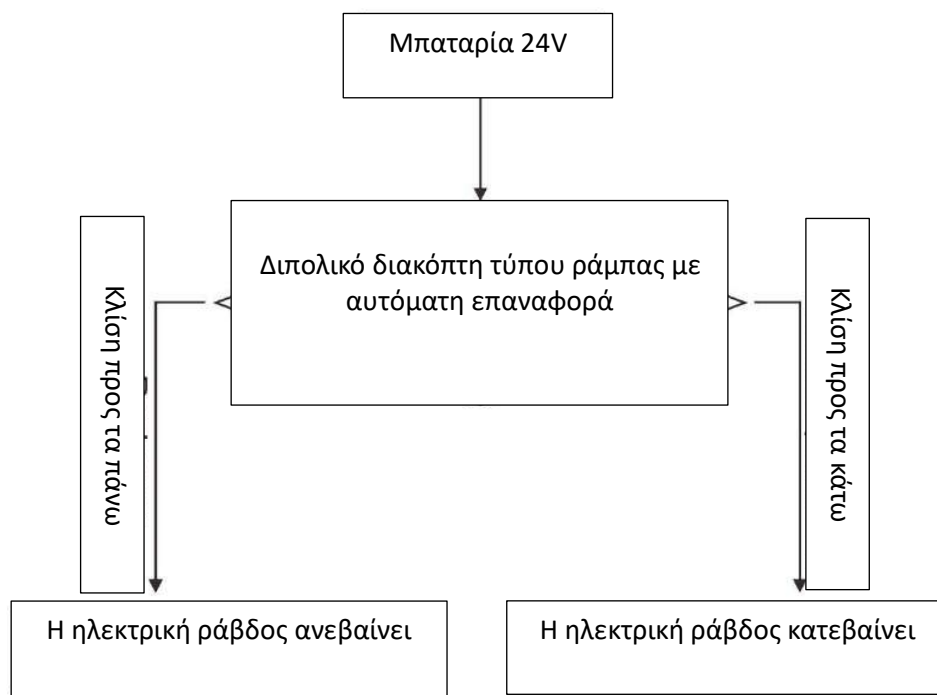 Μπαταρία 24V
Διπολικό διακόπτη τύπου ράμπας με
αυτόματη επαναφορά
Κλίση προς τα πάνω
Κλίση προς τα κάτω
Η ηλεκτρική ράβδος ανεβαίνει
Η ηλεκτρική ράβδος κατεβαίνει